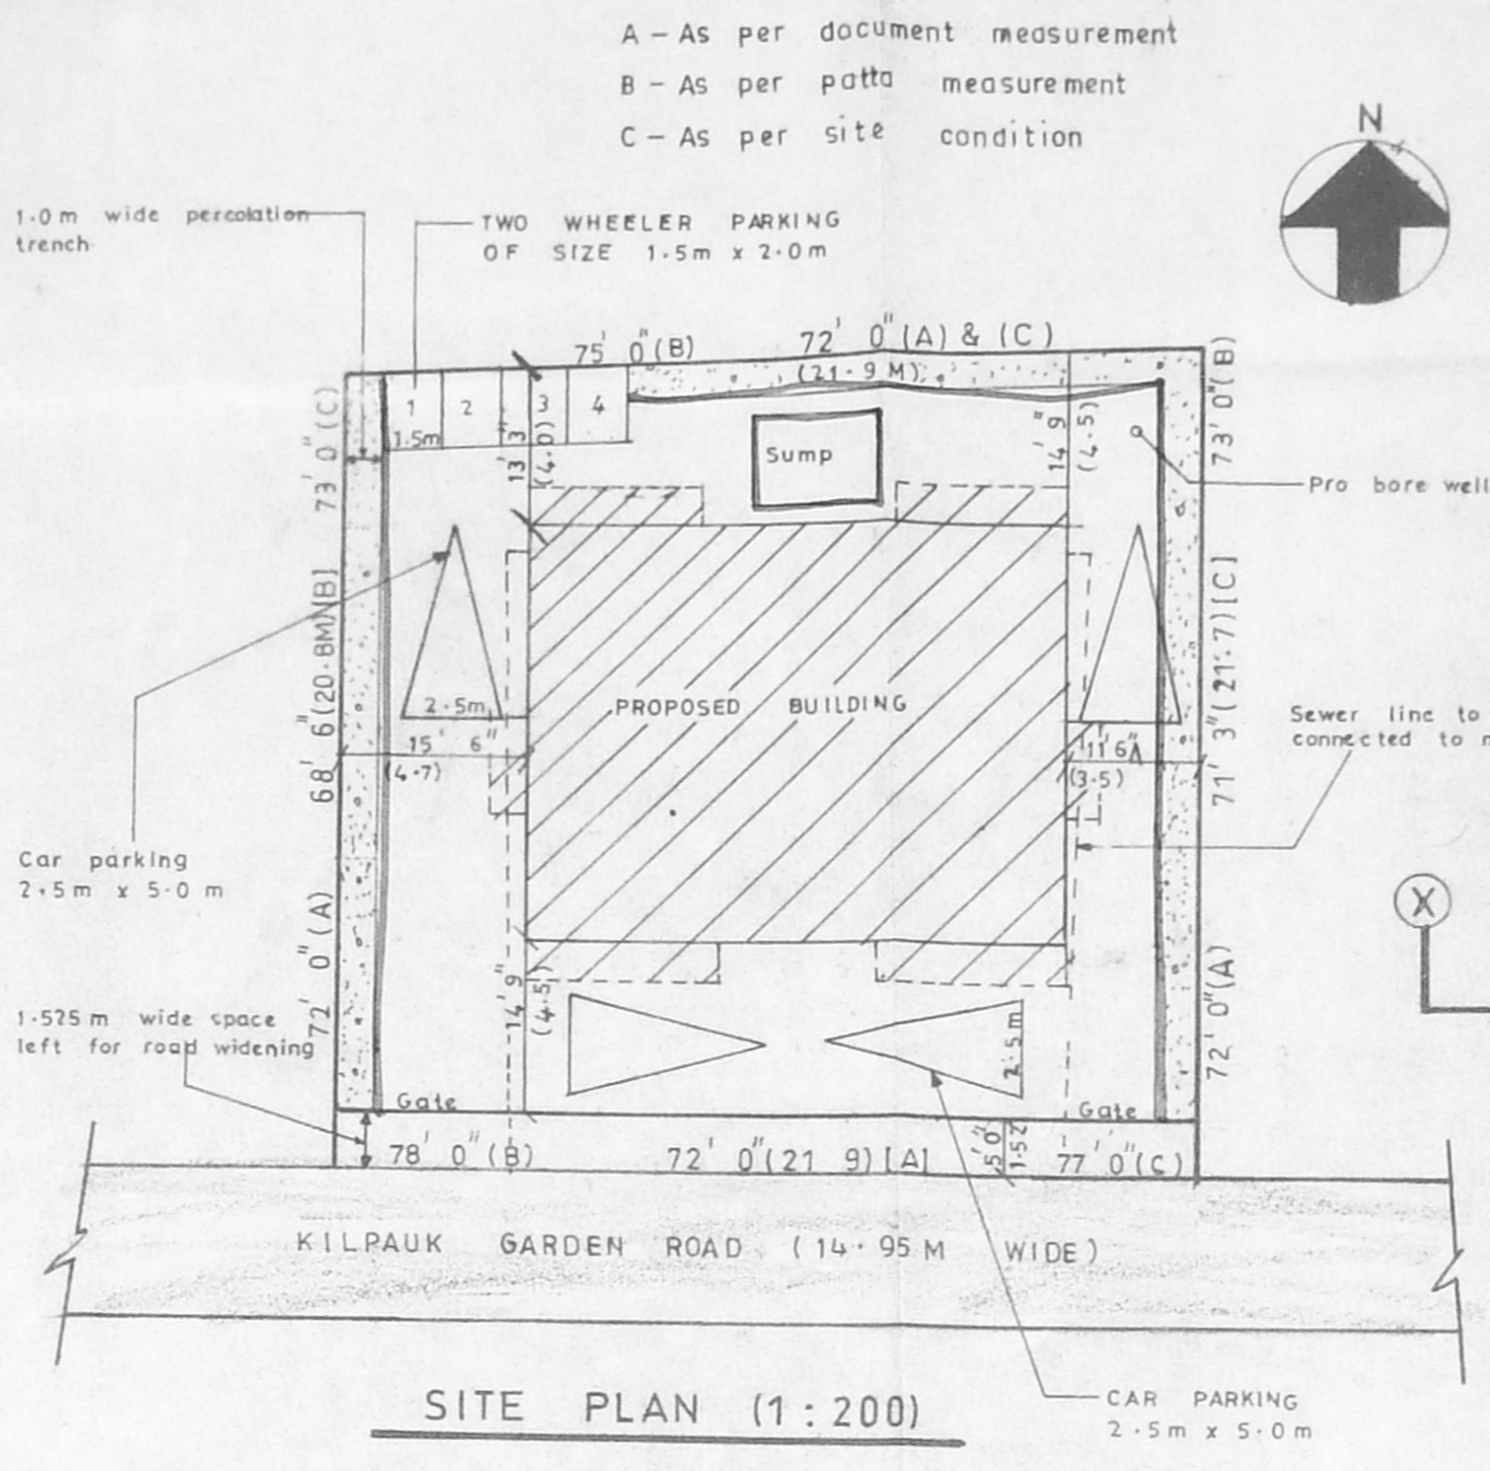 A - As per document measurement
B - As per patta measurement
C - As per site condition
N
1·0 m wide percolation
trench
TWO WHEELER PARKING
OF SIZE 1·5m x 2·0m
75' 0"(B)
72' 0"(A) & (C)
(21·9 M)
73' 0"(C)
73' 0"(B)
1
2
3
4
1.5m
13' 3"
(4.0)
Sump
14' 9"
(4·5)
Pro bore well
68' 6"(20·8M)[B]
71' 3"(21·7)[C]
2·5m
PROPOSED BUILDING
15' 6"
(4·7)
11'6"
(3·5)
Sewer line to
connected to
Car parking
2·5m x 5·0 m
72' 0"(A)
72' 0"(A)
X
14' 9"
(4·5)
2·5m
1·525 m wide space
left for road widening
Gate
Gate
78' 0" (B)
72' 0"(21 9) [A]
5'0"
1·52
77' 0"(C)
KILPAUK GARDEN ROAD (14·95 M WIDE)
SITE PLAN (1:200)
CAR PARKING
2·5m x 5·0m